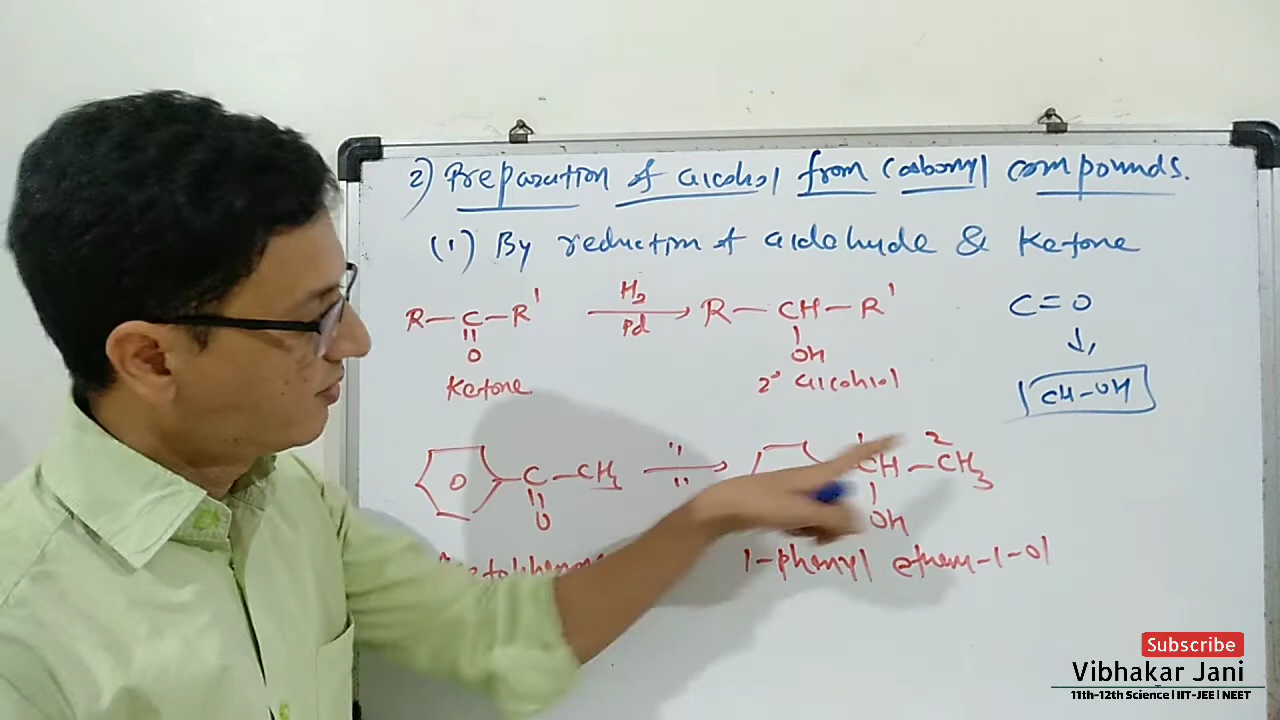 2) Preparation of alcohol from Carbonyl compounds.
(1) By reduction of aldehyde & Ketone
R—C—R' H2 Pd R—CH—R' C=O
O OH
Ketone 2° alcohol CH-OH
C—CH3 " " CH—CH3
1 2
O OH
1-phenyl ethan-1-ol
Subscribe
Vibhakar Jani
11th-12th Science | IIT-JEE | NEET